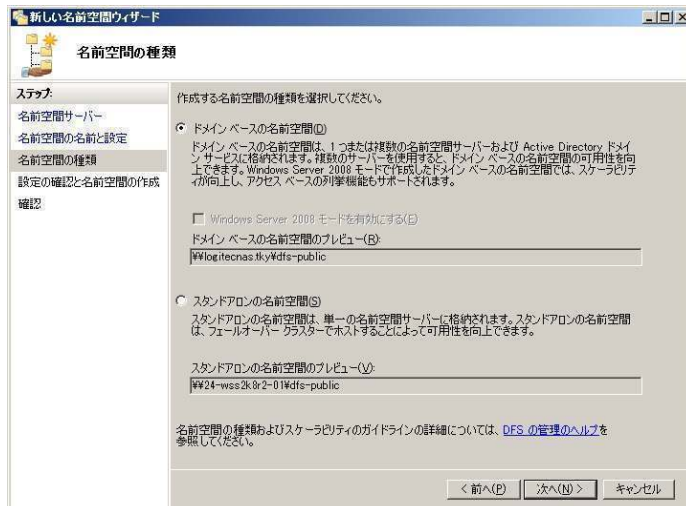 新しい名前空間ウィザード
名前空間の種類
ステップ:
名前空間サーバー
名前空間の名前と設定
名前空間の種類
設定の確認と名前空間の作成
確認
作成する名前空間の種類を選択してください。
ドメイン ベースの名前空間(D)
ドメイン ベースの名前空間は、1 つまたは複数の名前空間サーバーおよび Active Directory ドメイ
ン サービスに格納されます。複数のサーバーを使用すると、ドメイン ベースの名前空間の可用性を向
上できます。Windows Server 2008 モードで作成したドメイン ベースの名前空間では、スケーラビリテ
ィが向上し、アクセス ベースの列挙機能もサポートされます。
Windows Server 2008 モードを有効にする(E)
ドメイン ベースの名前空間のプレビュー(R):
¥¥logitecnas.tky¥dfs-public
スタンドアロンの名前空間(S)
スタンドアロンの名前空間は、単一の名前空間サーバーに格納されます。スタンドアロンの名前空間
は、フェールオーバー クラスターでホストすることによって可用性を向上できます。
スタンドアロンの名前空間のプレビュー(V):
¥¥24-wss2k8r2-01¥dfs-public
名前空間の種類およびスケーラビリティのガイドラインの詳細については、DFS の管理のヘルプを
参照してください。
< 前へ(P)
次へ(N) >
キャンセル